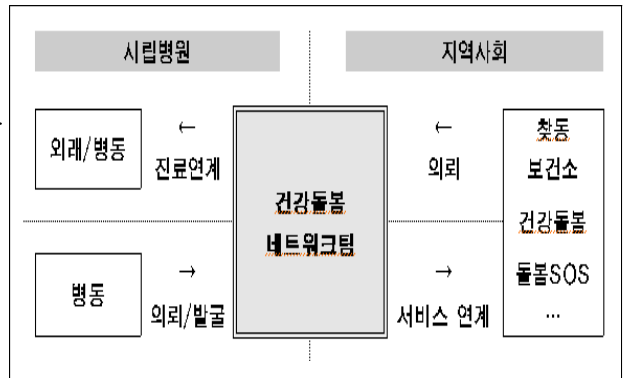 시립병원
지역사회
외래/병동
←
진료연계
건강돌봄
네트워크팀
←
의뢰
찾동
보건소
건강돌봄
돌봄SOS
…
병동
→
의뢰/발굴
→
서비스 연계